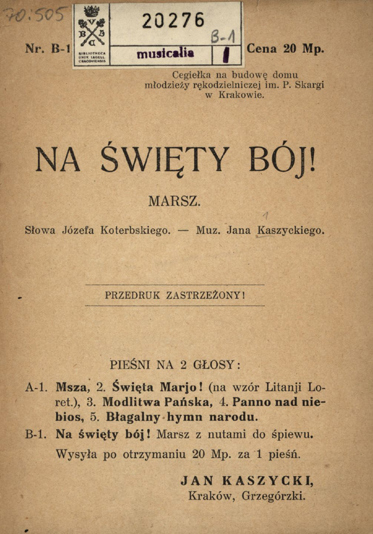 70.505
20276
B-1
musicalia
1
Nr. B-1
Cena 20 Mp.
Cegiełka na budowę domu
młodzieży rękodzielniczej im. P. Skargi
w Krakowie.
NA ŚWIĘTY BÓJ!
MARSZ.
1
Słowa Józefa Koterbskiego. — Muz. Jana Kaszyckiego.
PRZEDRUK ZASTRZEŻONY!
PIEŚNI NA 2 GŁOSY:
A-1. Msza, 2. Święta Marjo! (na wzór Litanji Lo-
ret.), 3. Modlitwa Pańska, 4. Panno nad nie-
bios, 5. Błagalny hymn narodu.
B-1. Na święty bój! Marsz z nutami do śpiewu.
Wysyła po otrzymaniu 20 Mp. za 1 pieśń.
JAN KASZYCKI,
Kraków, Grzegórzki.